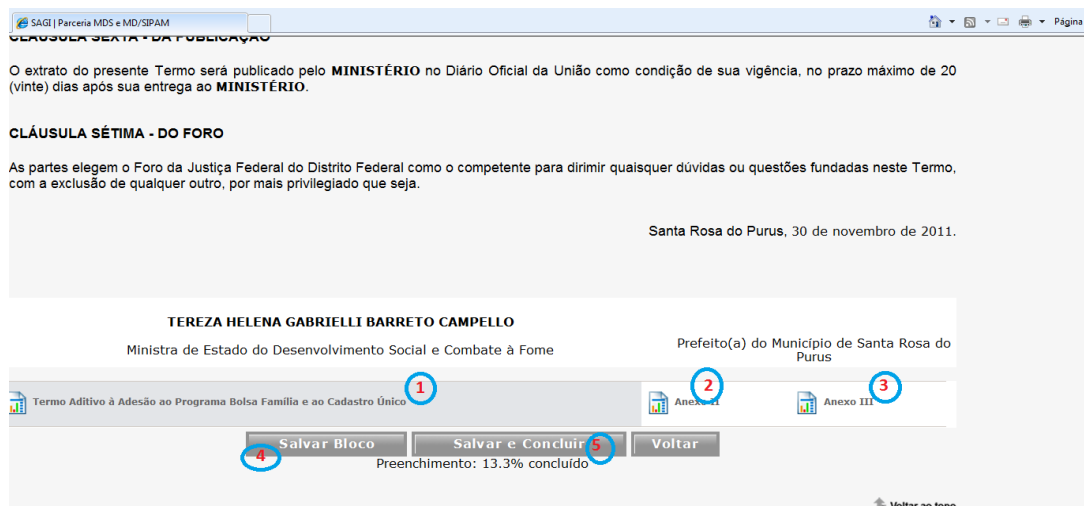 SAGI | Parceria MDS e MD/SIPAM
Página
CLÁUSULA SEXTA - DA PUBLICAÇÃO
O extrato do presente Termo será publicado pelo MINISTÉRIO no Diário Oficial da União como condição de sua vigência, no prazo máximo de 20
(vinte) dias após sua entrega ao MINISTÉRIO.
CLÁUSULA SÉTIMA - DO FORO
As partes elegem o Foro da Justiça Federal do Distrito Federal como o competente para dirimir quaisquer dúvidas ou questões fundadas neste Termo,
com a exclusão de qualquer outro, por mais privilegiado que seja.
Santa Rosa do Purus, 30 de novembro de 2011.
TEREZA HELENA GABRIELLI BARRETO CAMPELLO
Ministra de Estado do Desenvolvimento Social e Combate à Fome
Prefeito(a) do Município de Santa Rosa do
Purus
1
2
3
Termo Aditivo à Adesão ao Programa Bolsa Família e ao Cadastro Único
Anexo II
Anexo III
Salvar Bloco
Salvar e Concluir
Voltar
4
5
Preenchimento: 13.3% concluído
Voltar ao topo